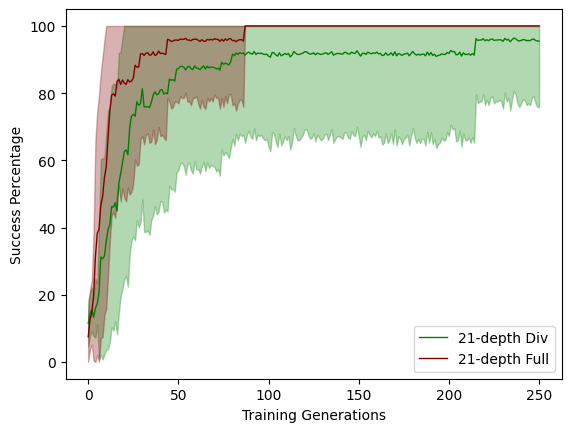 100
80
60
40
20
0
Success Percentage
21-depth Div
21-depth Full
0 50 100 150 200 250
Training Generations